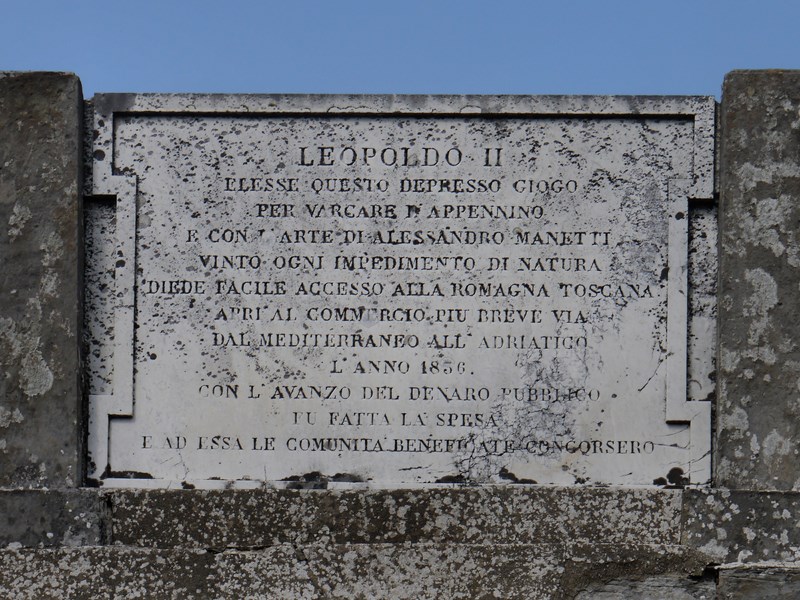 LEOPOLDO II
ELESSE QUESTO DEPRESSO GIOGO
PER VARCARE L'APPENNINO
E CON L'ARTE DI ALESSANDRO MANETTI
VINTO OGNI IMPEDIMENTO DI NATURA
DIEDE FACILE ACCESSO ALLA ROMAGNA TOSCANA
APRI AL COMMERCIO PIU BREVE VIA
DAL MEDITERRANEO ALL'ADRIATICO
L'ANNO 1836.
CON L'AVANZO DEL DENARO PUBBLICO
FU FATTA LA SPESA
E AD ESSA LE COMUNITA BENEFICATE CONCORSERO